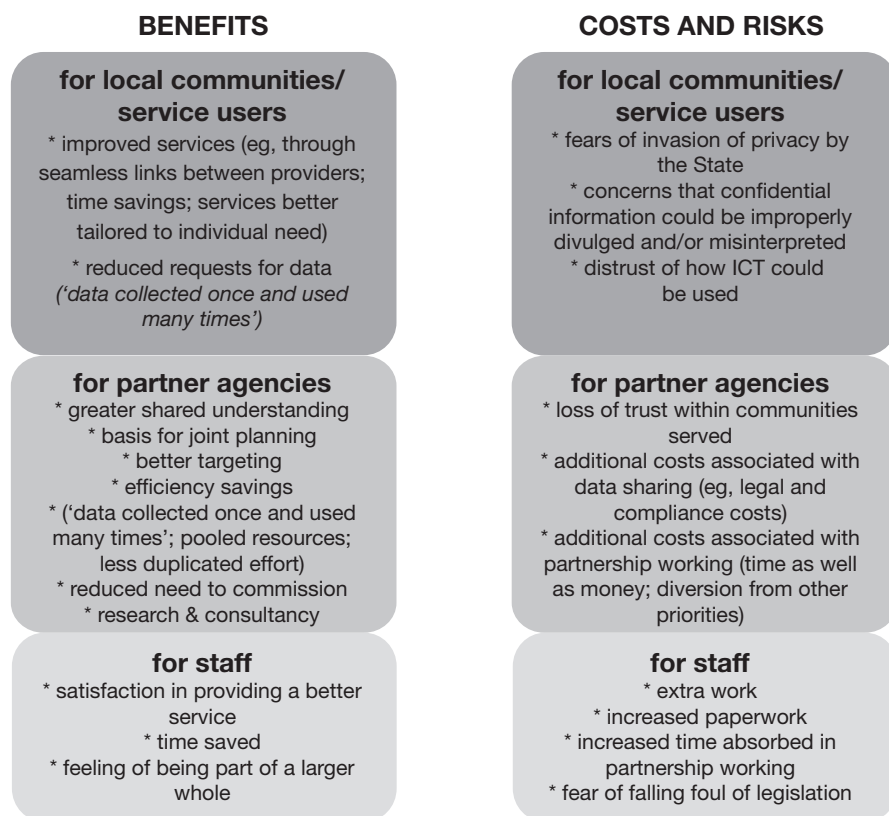 BENEFITS
for local communities/
service users
* improved services (eg, through
seamless links between providers;
time savings; services better
tailored to individual need)
* reduced requests for data
(‘data collected once and used
many times’)
for partner agencies
* greater shared understanding
* basis for joint planning
* better targeting
* efficiency savings
* (‘data collected once and used
many times’; pooled resources;
less duplicated effort)
* reduced need to commission
* research & consultancy
for staff
* satisfaction in providing a better
service
* time saved
* feeling of being part of a larger
whole
COSTS AND RISKS
for local communities/
service users
* fears of invasion of privacy by
the State
* concerns that confidential
information could be improperly
divulged and/or misinterpreted
* distrust of how ICT could
be used
for partner agencies
* loss of trust within communities
served
* additional costs associated with
data sharing (eg, legal and
compliance costs)
* additional costs associated with
partnership working (time as well
as money; diversion from other
priorities)
for staff
* extra work
* increased paperwork
* increased time absorbed in
partnership working
* fear of falling foul of legislation